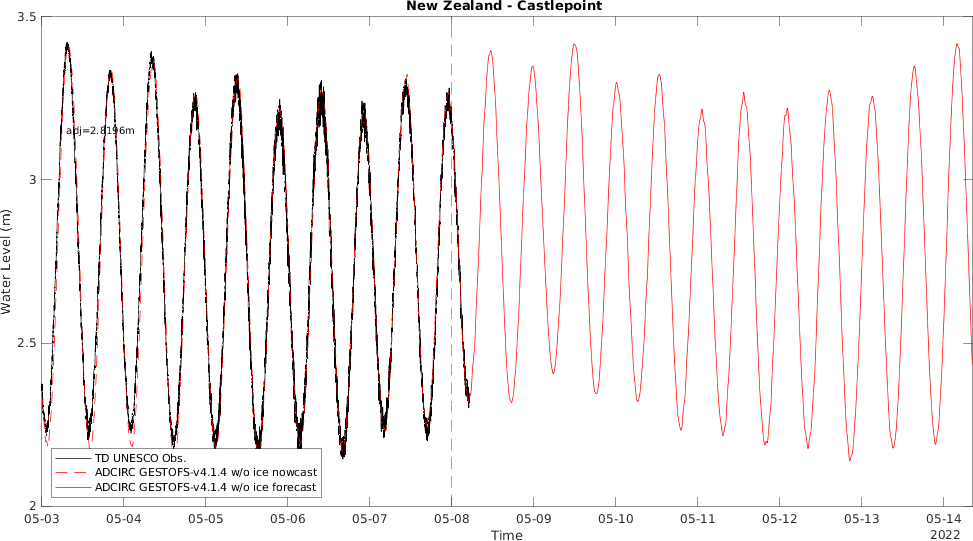 New Zealand - Castlepoint
3.5
3
2.5
2
Water Level (m)
adj=2.8196m
TD UNESCO Obs.
ADCIRC GESTOFS-v4.1.4 w/o ice nowcast
ADCIRC GESTOFS-v4.1.4 w/o ice forecast
05-03 05-04 05-05 05-06 05-07 05-08 05-09 05-10 05-11 05-12 05-13 05-14
Time
2022